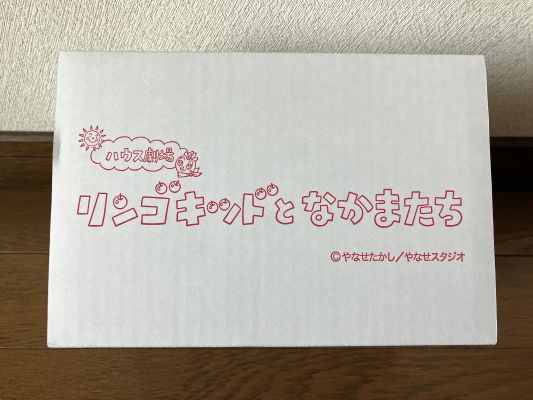 ハウス劇場
リンゴキッドとなかまたち
©やなせたかし/やなせスタジオ